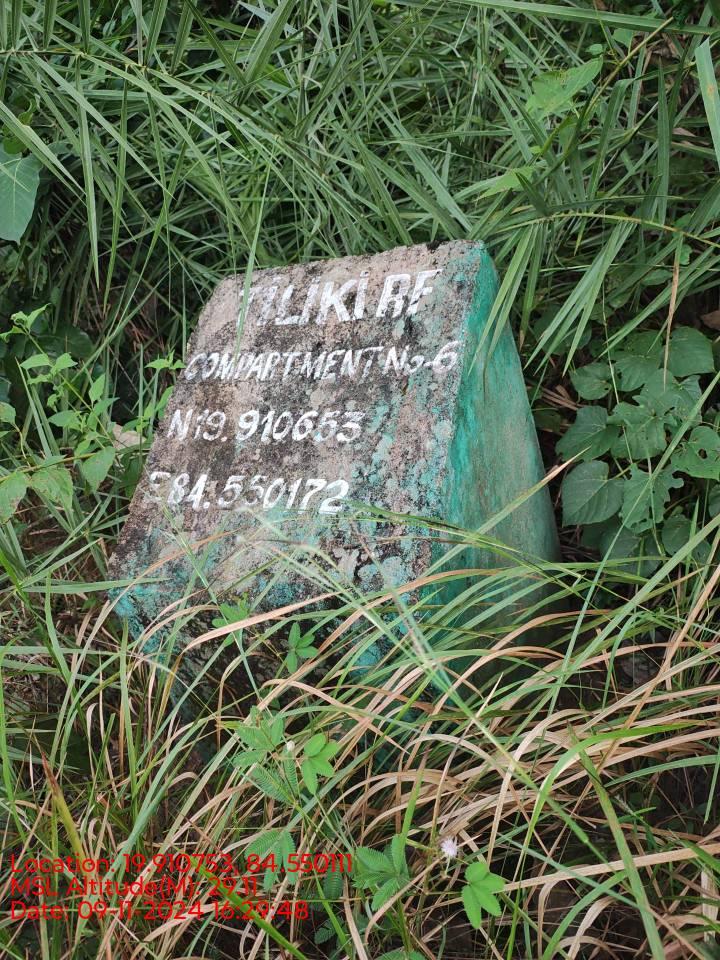 TILIKI RF
COMPARTMENT No-6
N19.910653
E84.550172
Location: 19.910753, 84.550111
MSL Altitude(M): 29.11
Date: 09-11-2024 16:29:48